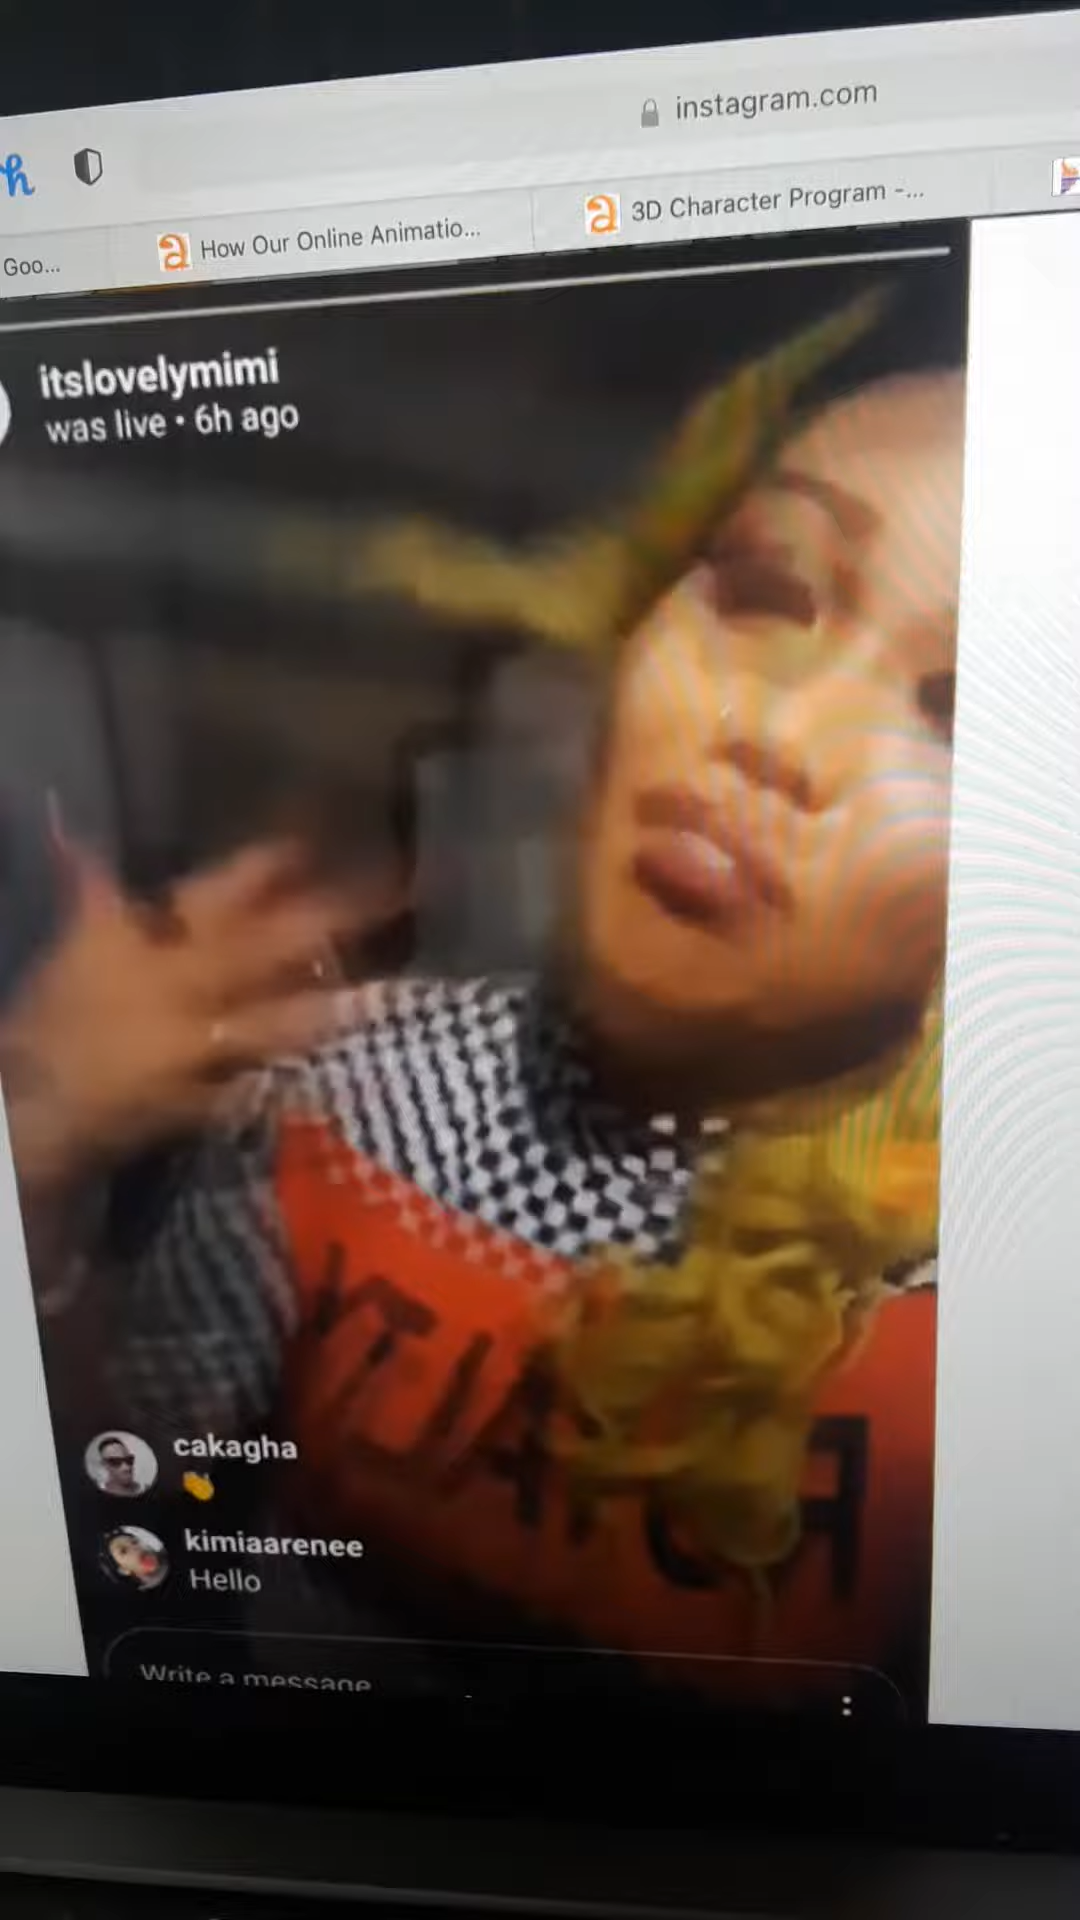 instagram.com
Goo...
How Our Online Animatio...
3D Character Program -...
itslovelymimi
was live • 6h ago
cakagha
👏
kimiaarenee
Hello
Write a message